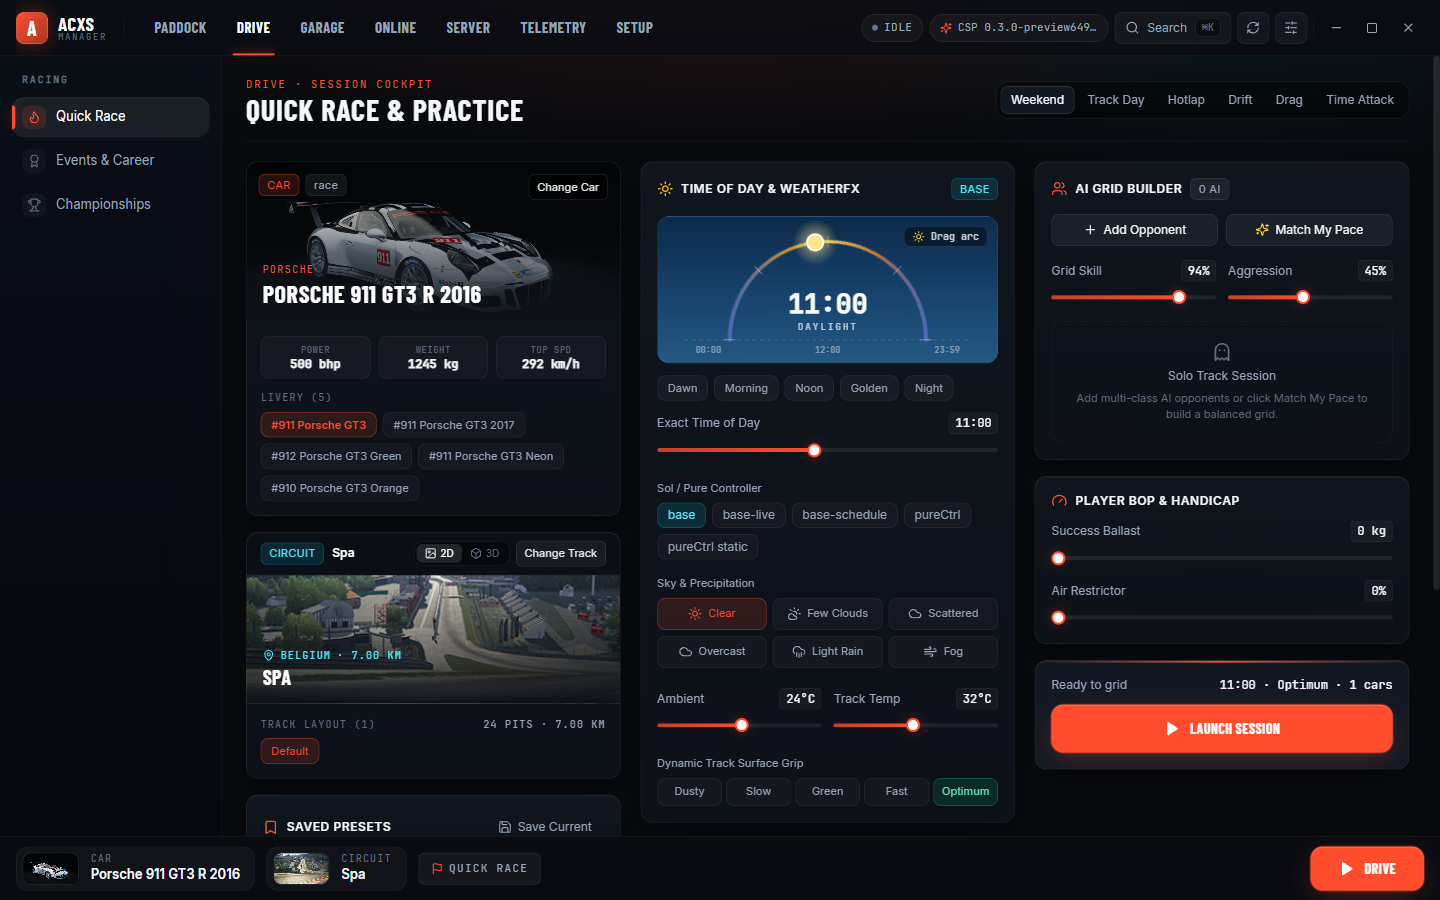 A
ACXS
MANAGER
PADDOCK
DRIVE
GARAGE
ONLINE
SERVER
TELEMETRY
SETUP
IDLE
CSP 0.3.0-preview649…
Search
⌘K
RACING
Quick Race
Events & Career
Championships
DRIVE · SESSION COCKPIT
QUICK RACE & PRACTICE
Weekend
Track Day
Hotlap
Drift
Drag
Time Attack
CAR
race
Change Car
911
911
PORSCHE
PORSCHE 911 GT3 R 2016
POWER
500 bhp
WEIGHT
1245 kg
TOP SPD
292 km/h
LIVERY (5)
#911 Porsche GT3
#911 Porsche GT3 2017
#912 Porsche GT3 Green
#911 Porsche GT3 Neon
#910 Porsche GT3 Orange
CIRCUIT
Spa
2D
3D
Change Track
BELGIUM · 7.00 KM
SPA
TRACK LAYOUT (1)
24 PITS · 7.00 KM
Default
SAVED PRESETS
Save Current
TIME OF DAY & WEATHERFX
BASE
Drag arc
11:00
DAYLIGHT
00:00
12:00
23:59
Dawn
Morning
Noon
Golden
Night
Exact Time of Day
11:00
Sol / Pure Controller
base
base-live
base-schedule
pureCtrl
pureCtrl static
Sky & Precipitation
Clear
Few Clouds
Scattered
Overcast
Light Rain
Fog
Ambient
24°C
Track Temp
32°C
Dynamic Track Surface Grip
Dusty
Slow
Green
Fast
Optimum
AI GRID BUILDER
0 AI
Add Opponent
Match My Pace
Grid Skill
94%
Aggression
45%
Solo Track Session
Add multi-class AI opponents or click Match My Pace to
build a balanced grid.
PLAYER BOP & HANDICAP
Success Ballast
0 kg
Air Restrictor
0%
Ready to grid
11:00 · Optimum · 1 cars
LAUNCH SESSION
CAR
Porsche 911 GT3 R 2016
CIRCUIT
Spa
QUICK RACE
DRIVE